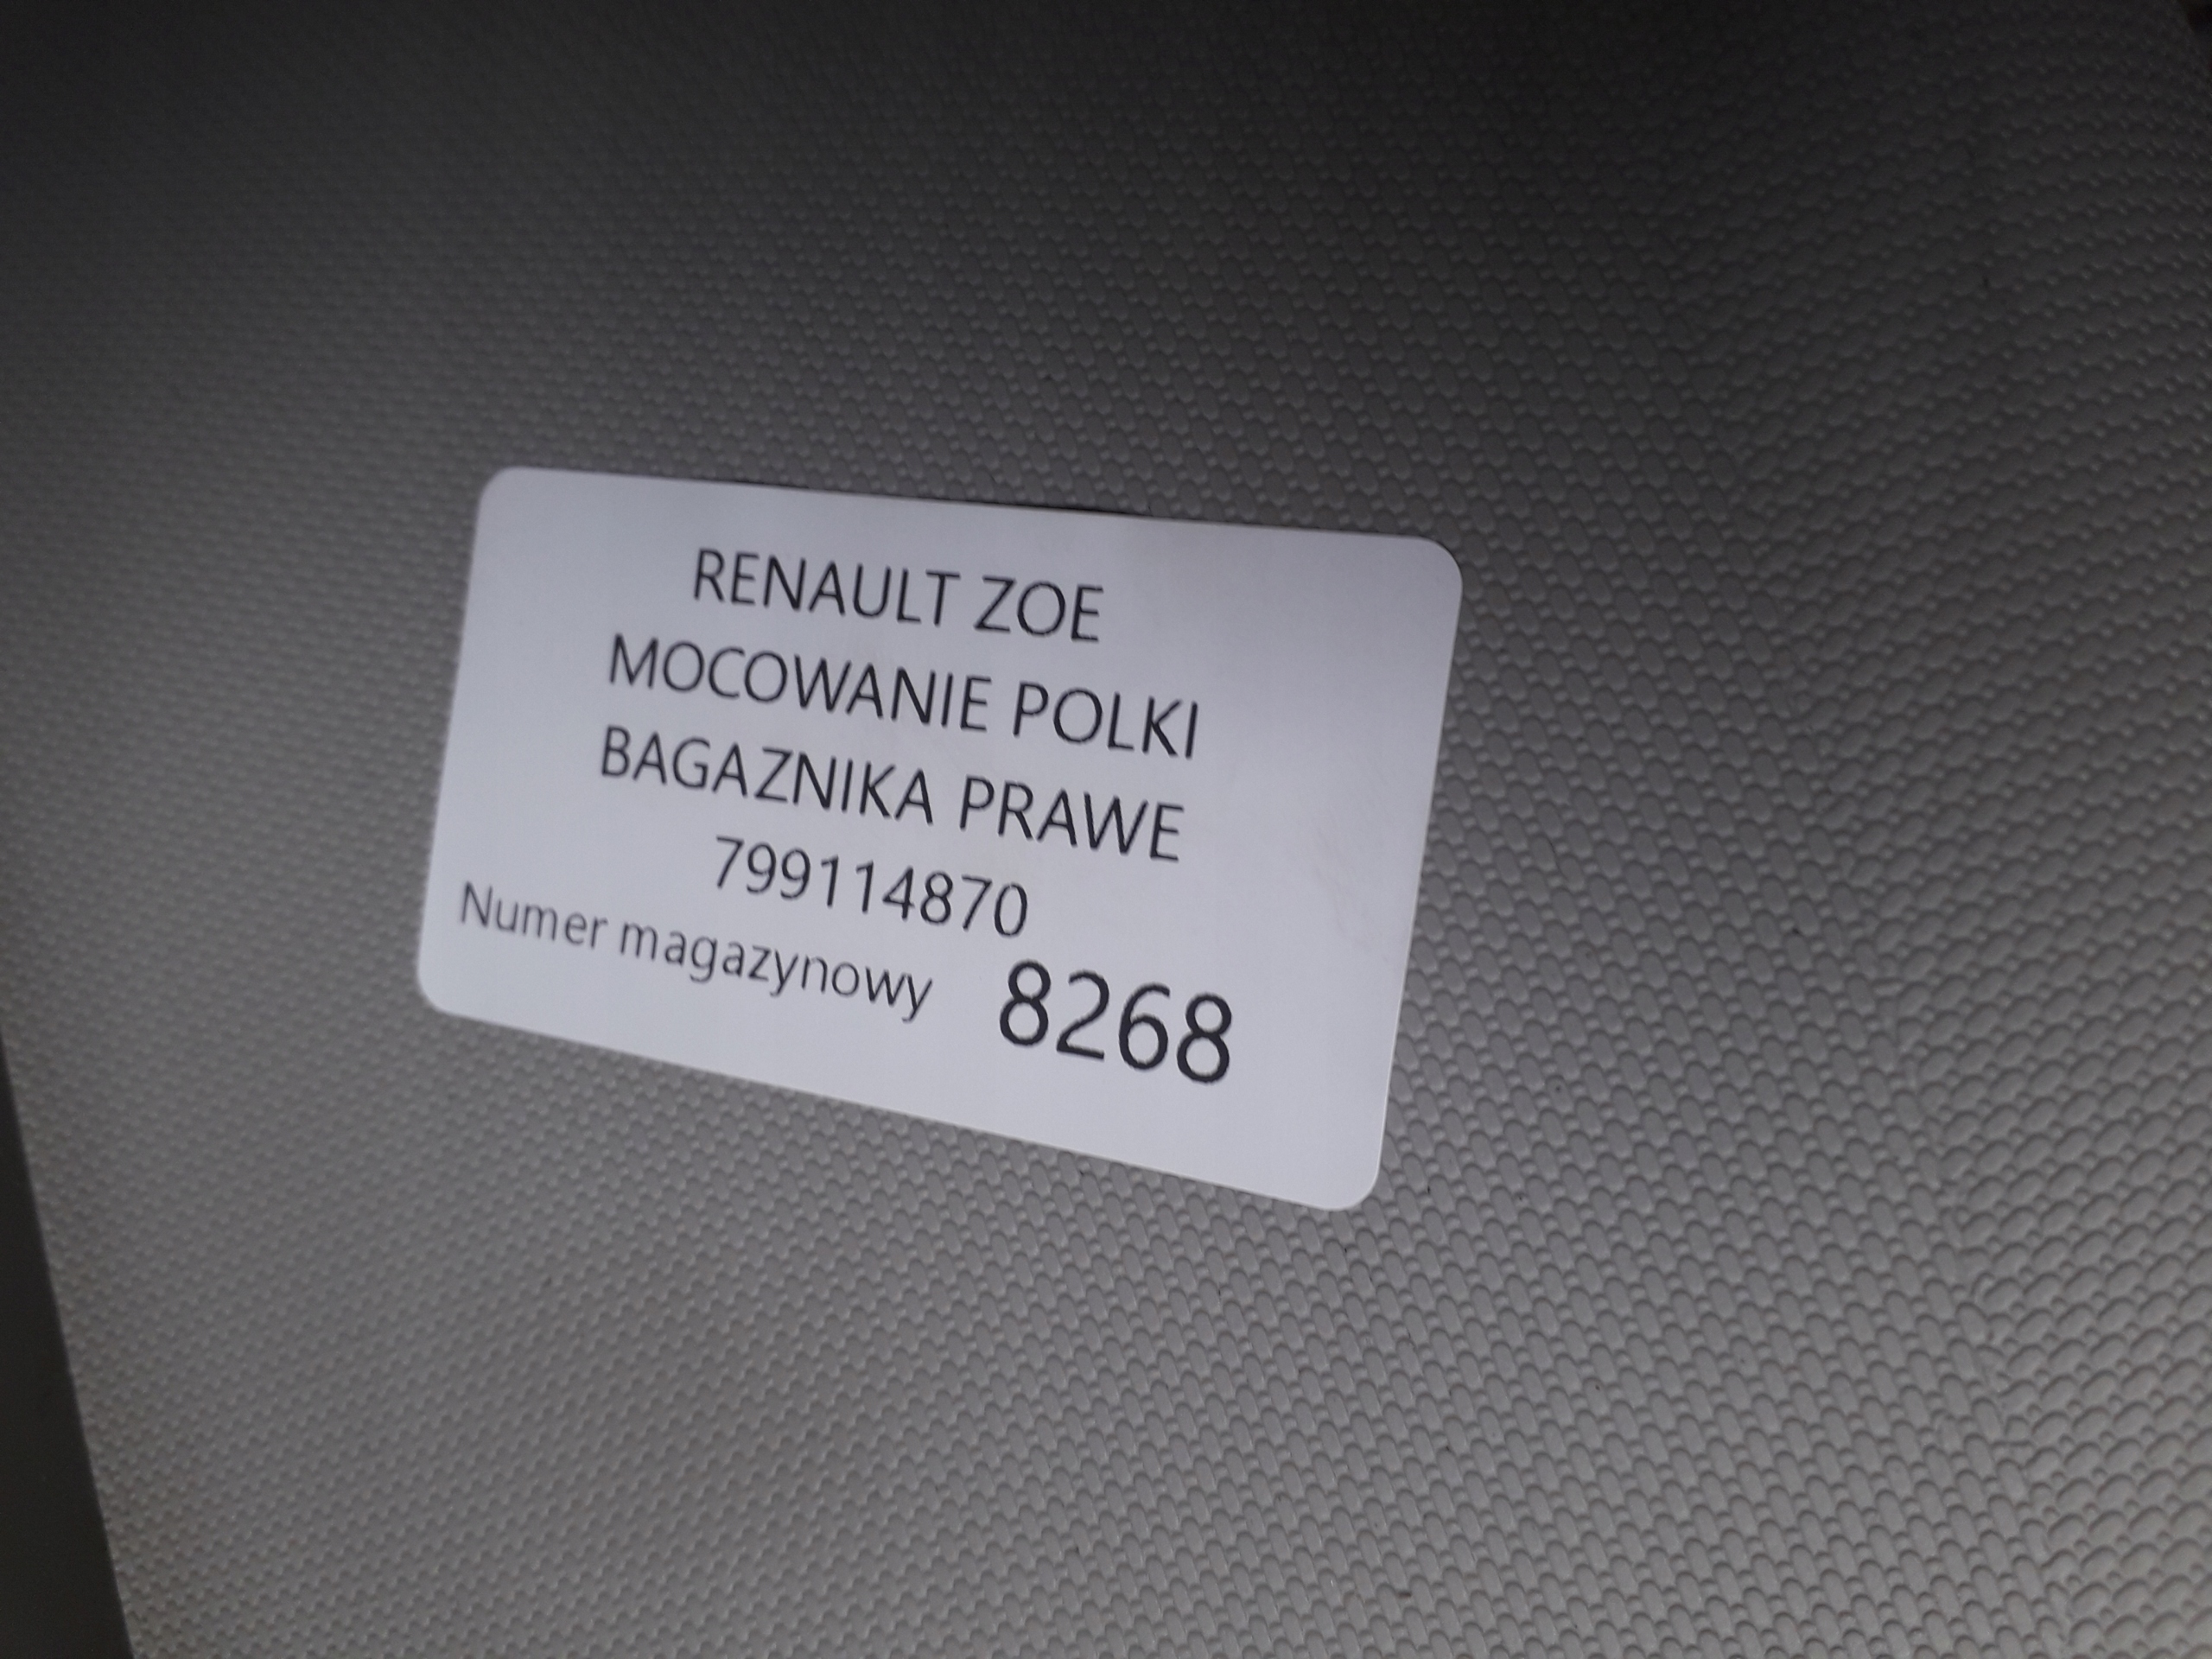 RENAULT ZOE
MOCOWANIE POLKI
BAGAZNIKA PRAWE
799114870
Numer magazynowy 8268